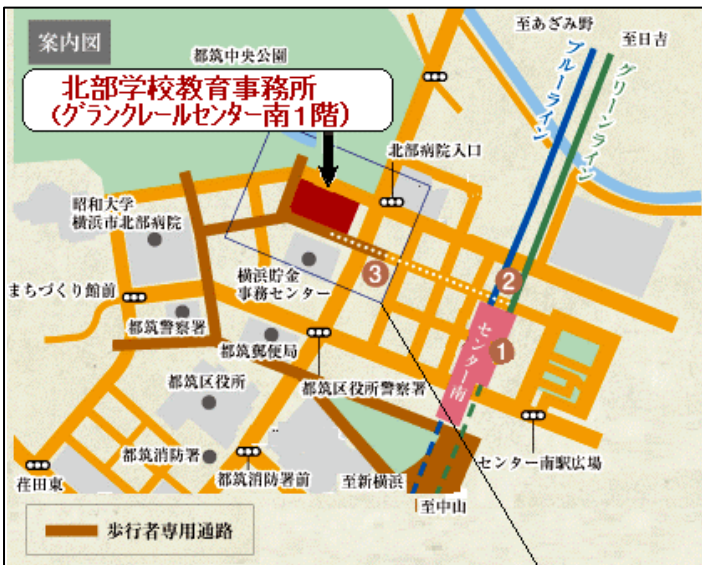 案内図
都筑中央公園
至あざみ野
至日吉
ブルーライン
グリーンライン
北部学校教育事務所
(グランクレールセンター南1階)
北部病院入口
昭和大学
横浜市北部病院
横浜貯金
事務センター
3
2
1
センター南
まちづくり館前
都筑警察署
都筑郵便局
都筑区役所
都筑区役所警察署
センター南駅広場
都筑消防署
都筑消防署前
荏田東
至新横浜
至中山
歩行者専用通路